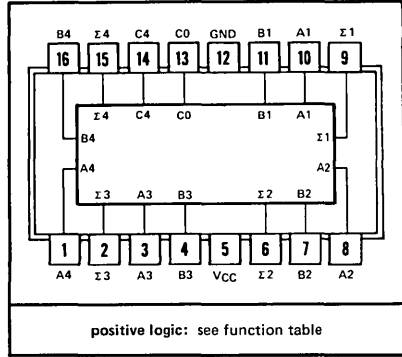 B4 Σ4 C4 C0 GND B1 A1 Σ1
16 15 14 13 12 11 10 9
Σ4 C4 C0 B1 A1
B4 Σ1
A4 A2
Σ3 A3 B3 Σ2 B2
1 2 3 4 5 6 7 8
A4 Σ3 A3 B3 VCC Σ2 B2 A2
positive logic: see function table